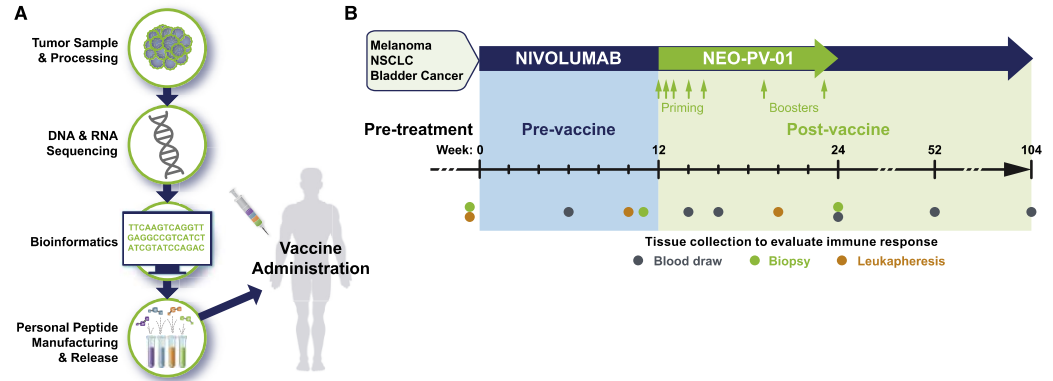 A
Tumor Sample
& Processing
DNA & RNA
Sequencing
Bioinformatics
TTCAAGTCAGGTT
GAGGCCGTCATCT
ATCGTATCCAGAC
Personal Peptide
Manufacturing
& Release
Vaccine
Administration
B
Melanoma
NSCLC
Bladder Cancer
NIVOLUMAB
NEO-PV-01
Priming
Boosters
Pre-treatment
Pre-vaccine
Post-vaccine
Week: 0 12 24 52 104
Tissue collection to evaluate immune response
Blood draw Biopsy Leukapheresis